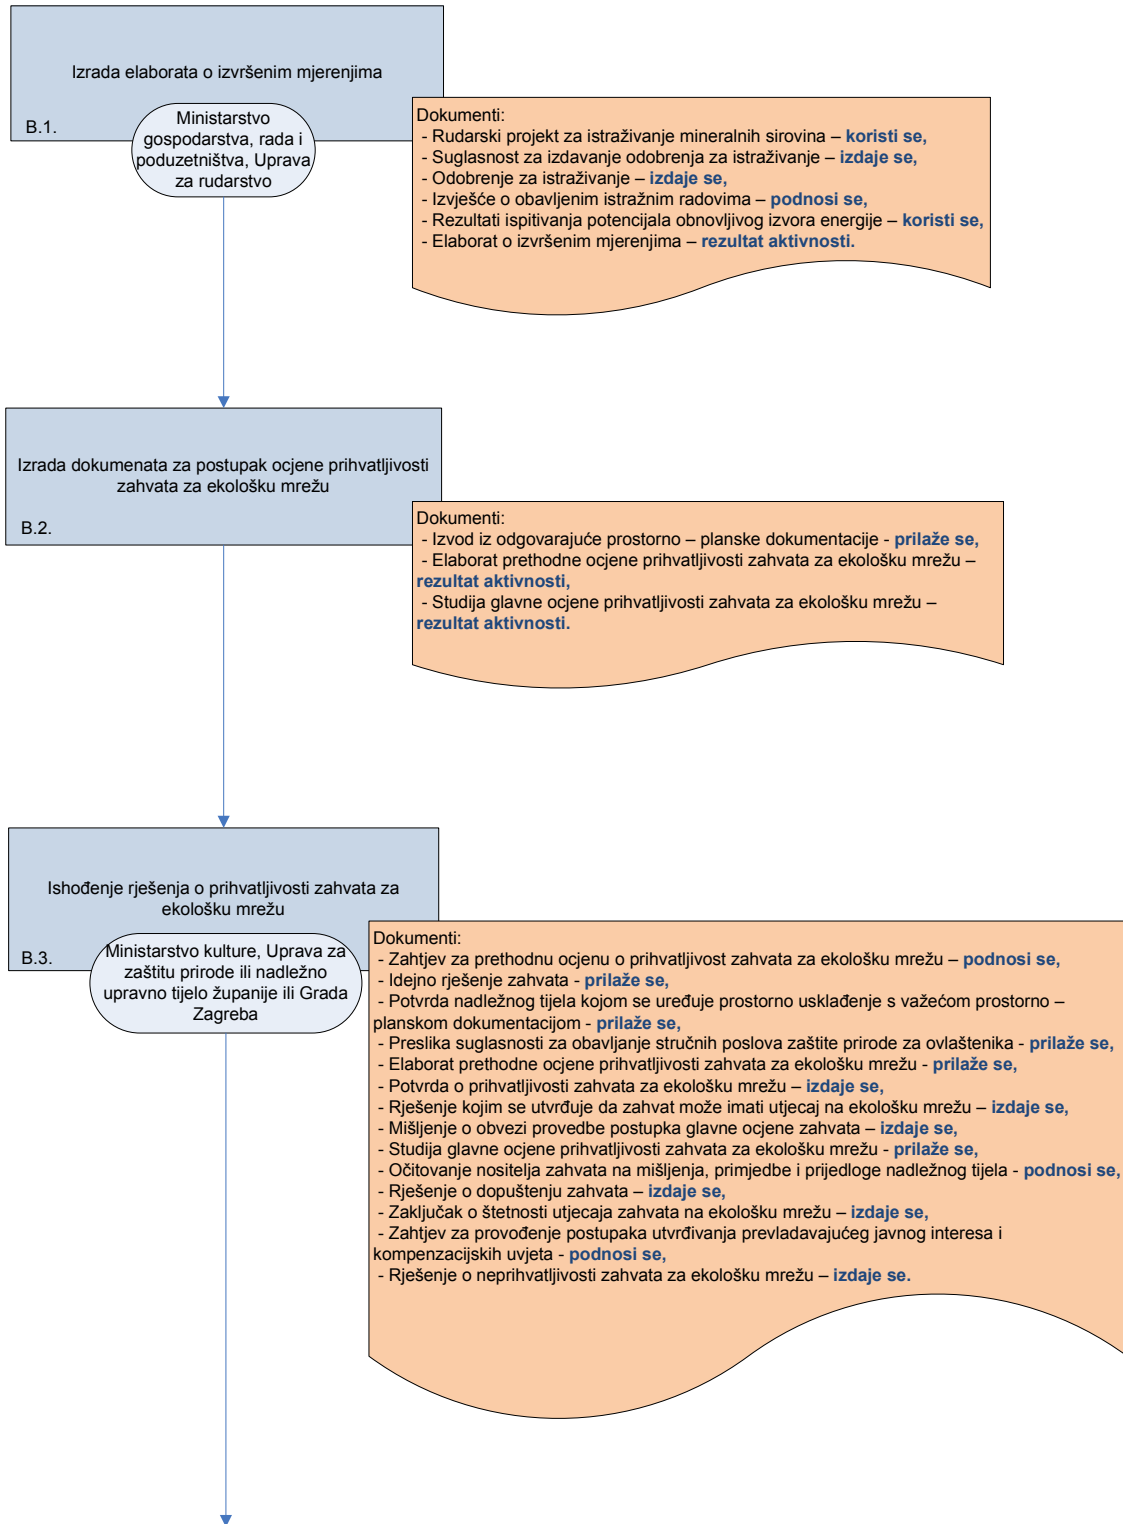 Izrada elaborata o izvršenim mjerenjima
B.1.
Ministarstvo
gospodarstva, rada i
poduzetništva, Uprava
za rudarstvo
Dokumenti:
- Rudarski projekt za istraživanje mineralnih sirovina – koristi se,
- Suglasnost za izdavanje odobrenja za istraživanje – izdaje se,
- Odobrenje za istraživanje – izdaje se,
- Izvješće o obavljenim istražnim radovima – podnosi se,
- Rezultati ispitivanja potencijala obnovljivog izvora energije – koristi se,
- Elaborat o izvršenim mjerenjima – rezultat aktivnosti.
Izrada dokumenata za postupak ocjene prihvatljivosti
zahvata za ekološku mrežu
B.2.
Dokumenti:
- Izvod iz odgovarajuće prostorno – planske dokumentacije - prilaže se,
- Elaborat prethodne ocjene prihvatljivosti zahvata za ekološku mrežu –
rezultat aktivnosti,
- Studija glavne ocjene prihvatljivosti zahvata za ekološku mrežu –
rezultat aktivnosti.
Ishođenje rješenja o prihvatljivosti zahvata za
ekološku mrežu
B.3.
Ministarstvo kulture, Uprava za
zaštitu prirode ili nadležno
upravno tijelo županije ili Grada
Zagreba
Dokumenti:
- Zahtjev za prethodnu ocjenu o prihvatljivost zahvata za ekološku mrežu – podnosi se,
- Idejno rješenje zahvata - prilaže se,
- Potvrda nadležnog tijela kojom se uređuje prostorno usklađenje s važećom prostorno –
planskom dokumentacijom - prilaže se,
- Preslika suglasnosti za obavljanje stručnih poslova zaštite prirode za ovlaštenika - prilaže se,
- Elaborat prethodne ocjene prihvatljivosti zahvata za ekološku mrežu - prilaže se,
- Potvrda o prihvatljivosti zahvata za ekološku mrežu – izdaje se,
- Rješenje kojim se utvrđuje da zahvat može imati utjecaj na ekološku mrežu – izdaje se,
- Mišljenje o obvezi provedbe postupka glavne ocjene zahvata – izdaje se,
- Studija glavne ocjene prihvatljivosti zahvata za ekološku mrežu - prilaže se,
- Očitovanje nositelja zahvata na mišljenja, primjedbe i prijedloge nadležnog tijela - podnosi se,
- Rješenje o dopuštenju zahvata – izdaje se,
- Zaključak o štetnosti utjecaja zahvata na ekološku mrežu – izdaje se,
- Zahtjev za provođenje postupaka utvrđivanja prevladavajućeg javnog interesa i
kompenzacijskih uvjeta - podnosi se,
- Rješenje o neprihvatljivosti zahvata za ekološku mrežu – izdaje se.